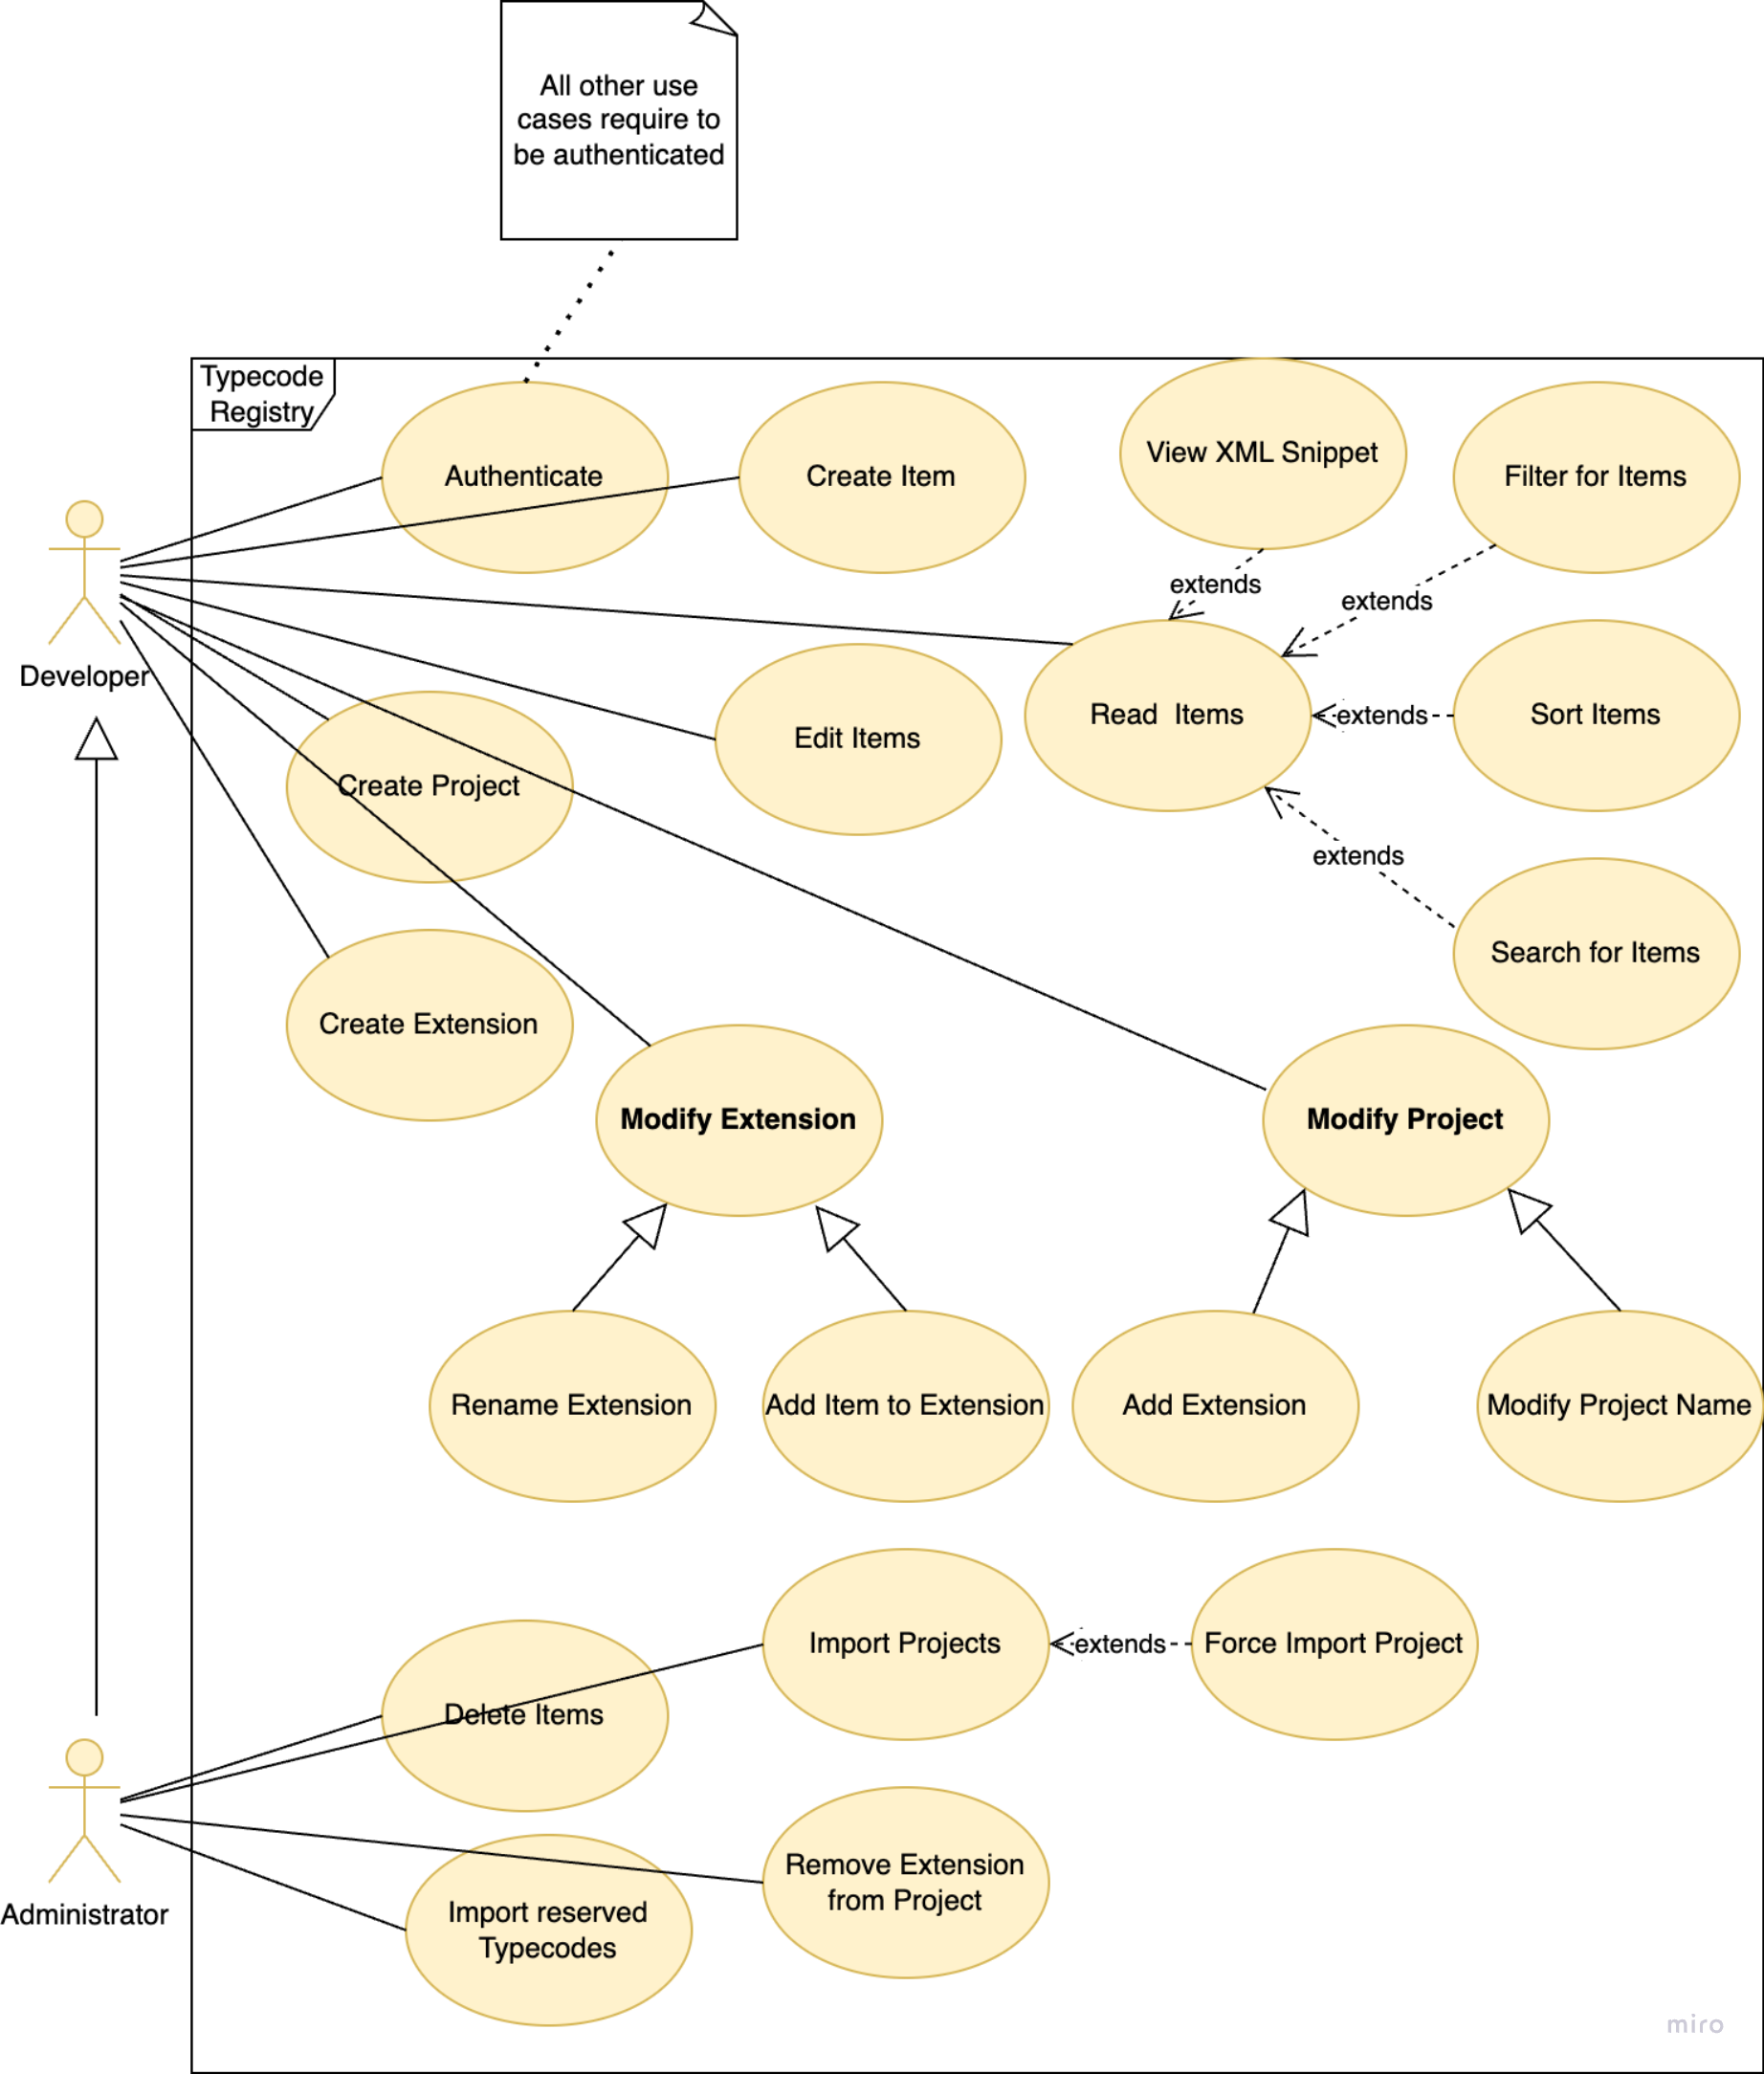 All other use
cases require to
be authenticated
Typecode
Registry
View XML Snippet
Authenticate
Create Item
Filter for Items
extends
extends
Developer
Read  Items
extends
Sort Items
Edit Items
Create Project
extends
Search for Items
Create Extension
Modify Extension
Modify Project
Rename Extension
Add Item to Extension
Add Extension
Modify Project Name
Import Projects
extends
Force Import Project
Delete Items
Remove Extension
from Project
Administrator
Import reserved
Typecodes
miro